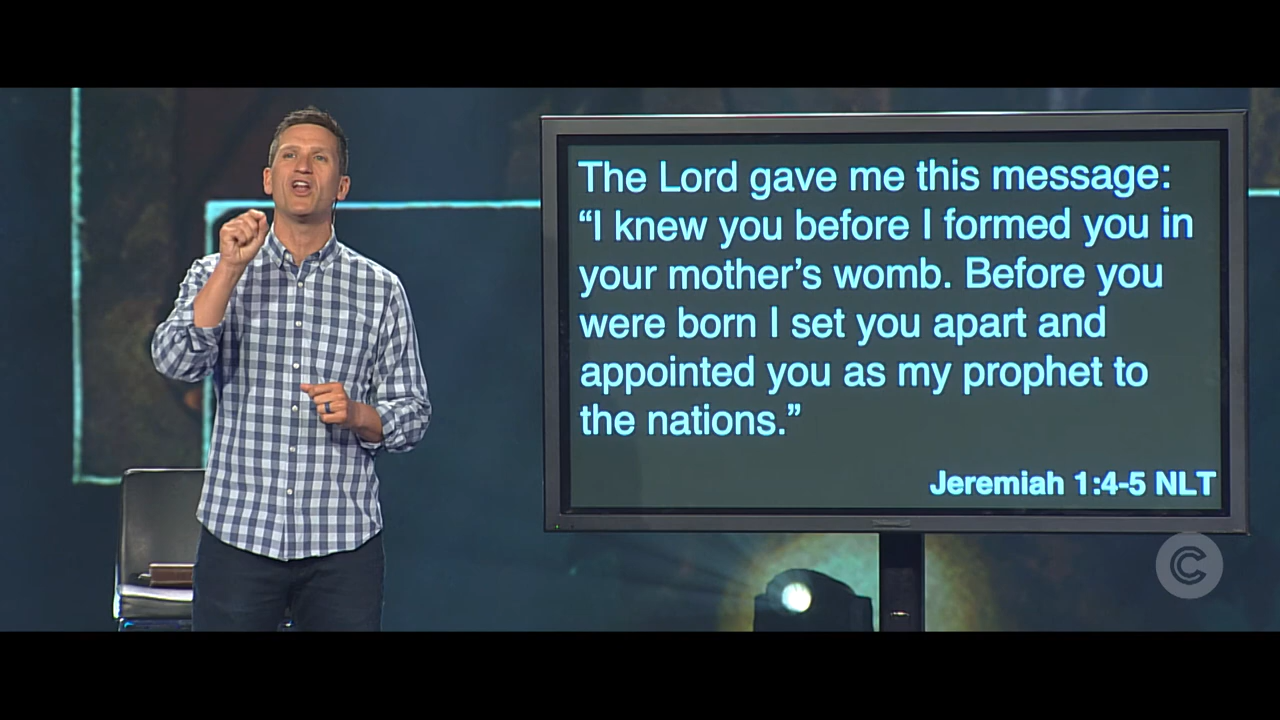 The Lord gave me this message:
“I knew you before I formed you in
your mother’s womb. Before you
were born I set you apart and
appointed you as my prophet to
the nations.”
Jeremiah 1:4-5 NLT
C